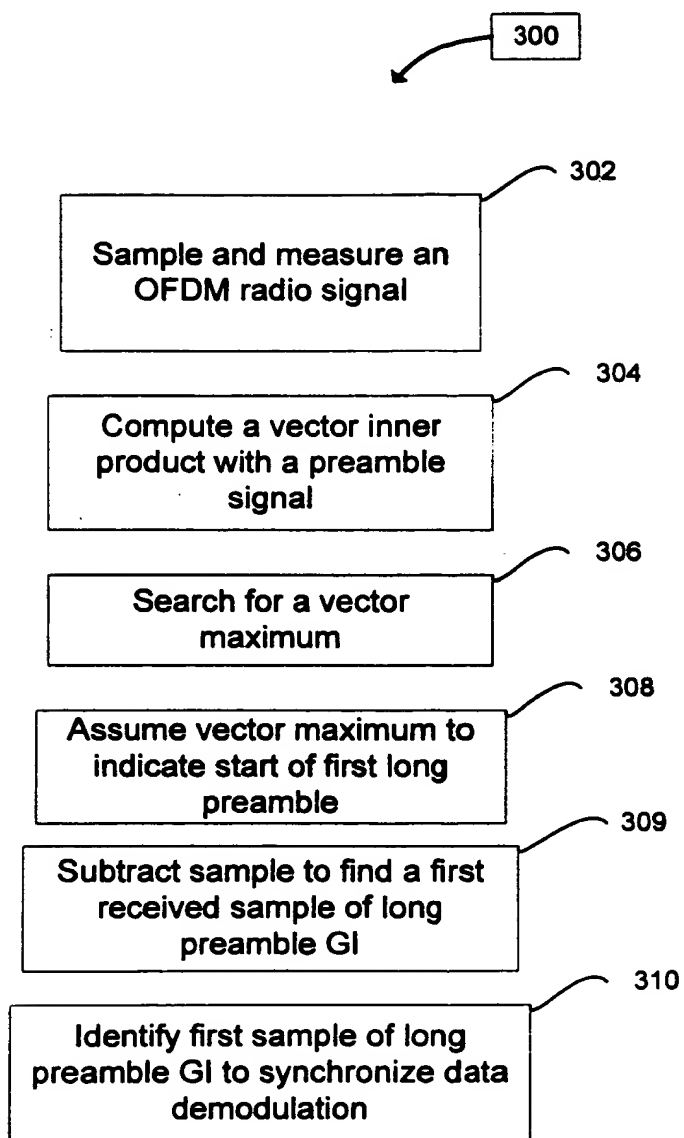 300
302
Sample and measure an
OFDM radio signal
304
Compute a vector inner
product with a preamble
signal
306
Search for a vector
maximum
308
Assume vector maximum to
indicate start of first long
preamble
309
Subtract sample to find a first
received sample of long
preamble GI
310
Identify first sample of long
preamble GI to synchronize data
demodulation